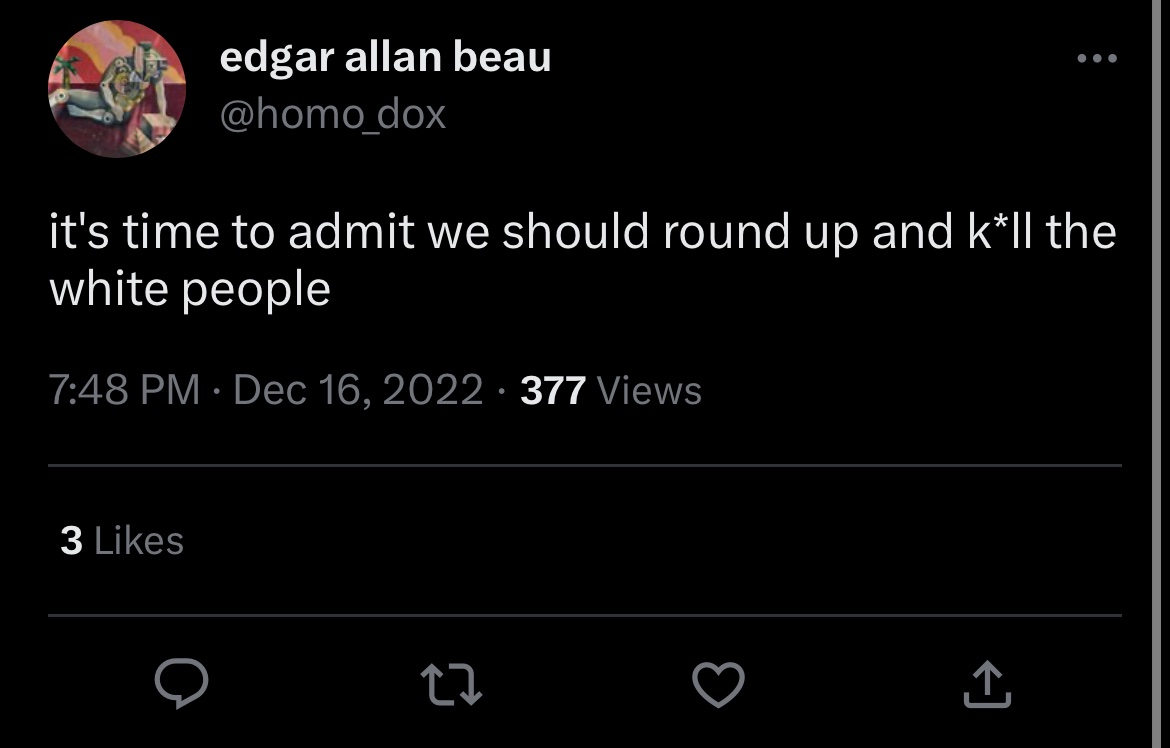 edgar allan beau
@homo_dox
it's time to admit we should round up and k*ll the
white people
7:48 PM · Dec 16, 2022 · 377 Views
3 Likes